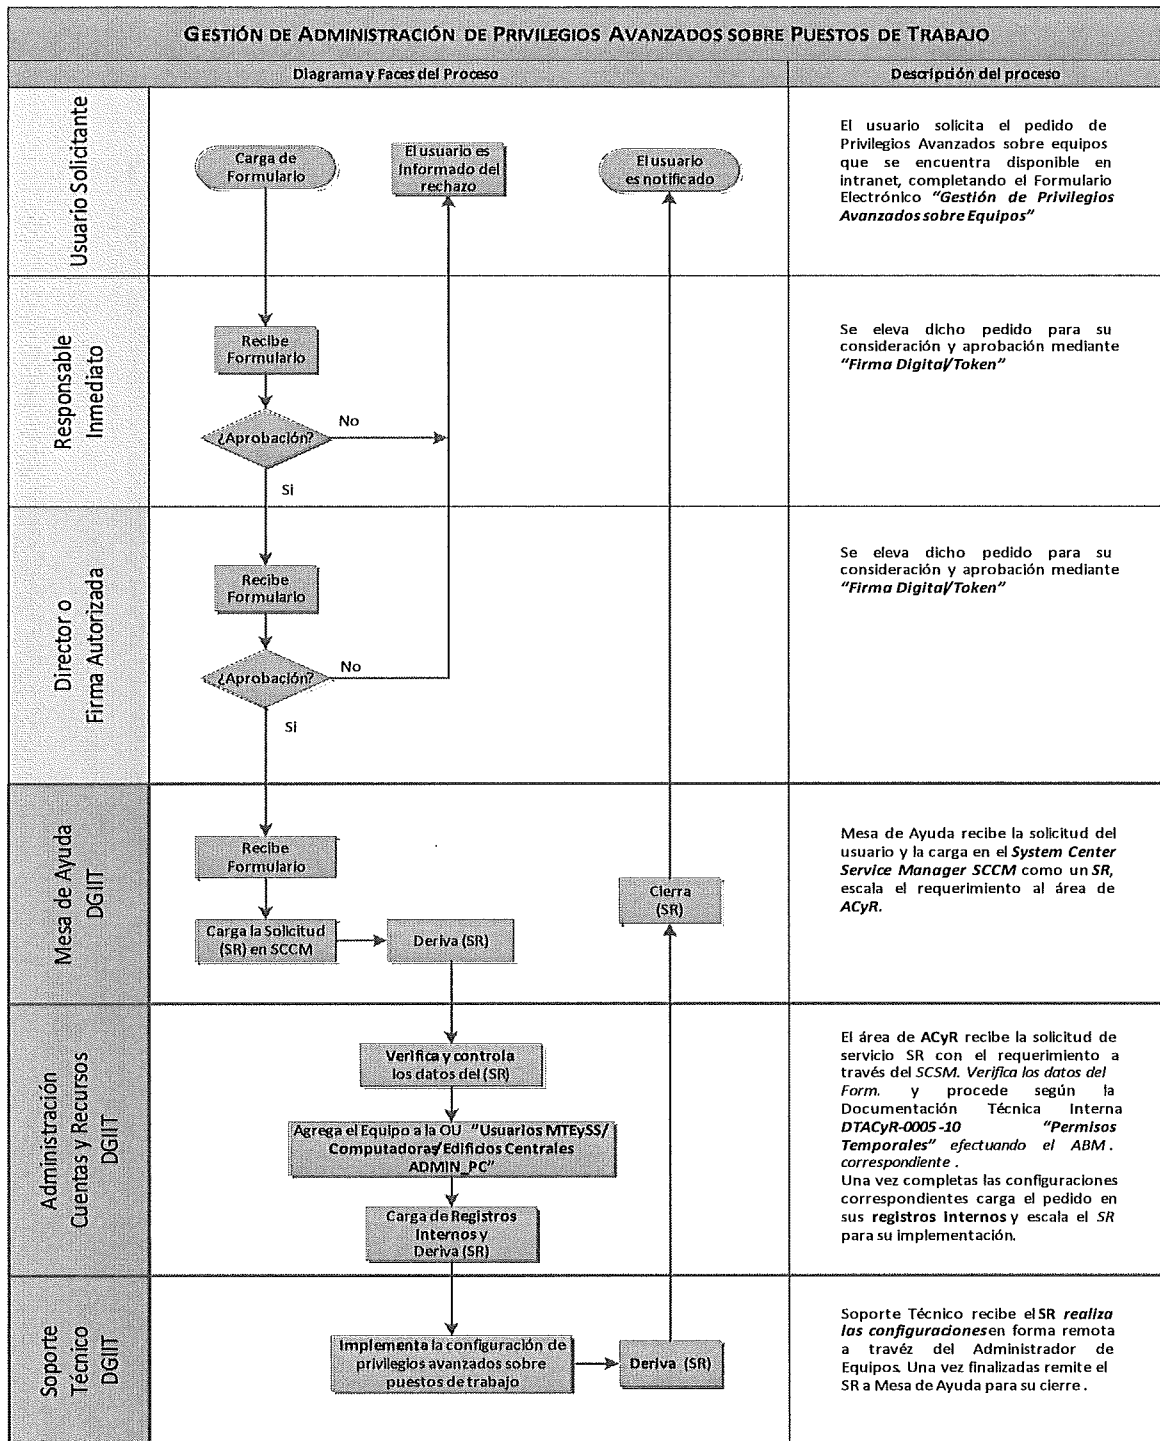 GESTIÓN DE ADMINISTRACIÓN DE PRIVILEGIOS AVANZADOS SOBRE PUESTOS DE TRABAJO
Diagrama y Faces del Proceso
Descripción del proceso
Usuario Solicitante
Carga de
Formulario
El usuario es
Informado del
rechazo
El usuario
es notificado
El usuario solicita el pedido de
Privilegios Avanzados sobre equipos
que se encuentra disponible en
intranet, completando el Formulario
Electrónico "Gestión de Privilegios
Avanzados sobre Equipos"
Responsable
Inmediato
Recibe
Formulario
¿Aprobación?
No
Si
Se eleva dicho pedido para su
consideración y aprobación mediante
"Firma Digital/Token"
Director o
Firma Autorizada
Recibe
Formulario
¿Aprobación?
No
Si
Se eleva dicho pedido para su
consideración y aprobación mediante
"Firma Digital/Token"
Mesa de Ayuda
DGIIT
Recibe
Formulario
Carga la Solicitud
(SR) en SCCM
Deriva (SR)
Cierra
(SR)
Mesa de Ayuda recibe la solicitud del
usuario y la carga en el System Center
Service Manager SCCM como un SR,
escala el requerimiento al área de
ACyR.
Administración
Cuentas y Recursos
DGIIT
Verifica y controla
los datos del (SR)
Agrega el Equipo a la OU "Usuarios MTEySS/
Computadoras/Edificios Centrales
ADMIN_PC"
Carga de Registros
Internos y
Deriva (SR)
El área de ACyR recibe la solicitud de
servicio SR con el requerimiento a
través del SCSM. Verifica los datos del
Form. y procede según la
Documentación Técnica Interna
DTACyR-0005-10 "Permisos
Temporales" efectuando el ABM.
correspondiente.
Una vez completas las configuraciones
correspondientes carga el pedido en
sus registros internos y escala el SR
para su implementación.
Soporte
Técnico
DGIIT
Implementa la configuración de
privilegios avanzados sobre
puestos de trabajo
Deriva (SR)
Soporte Técnico recibe el SR realiza
las configuraciones en forma remota
a travéz del Administrador de
Equipos. Una vez finalizadas remite el
SR a Mesa de Ayuda para su cierre.